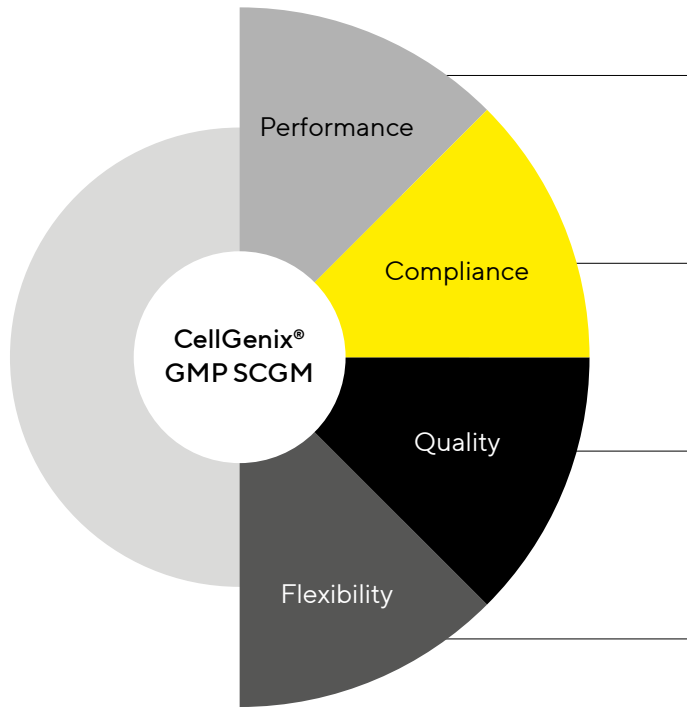 Performance
Compliance
CellGenix®
GMP SCGM
Quality
Flexibility